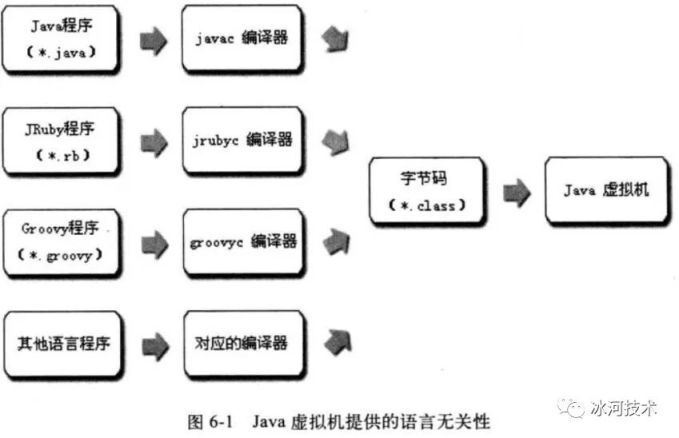 Java程序
(*.java)
javac 编译器
JRuby程序
(*.rb)
jrubyc 编译器
字节码
(*.class)
Java 虚拟机
Groovy程序
(*.groovy)
groovyc 编译器
其他语言程序
对应的编译器
冰河技术
图 6-1 Java 虚拟机提供的语言无关性